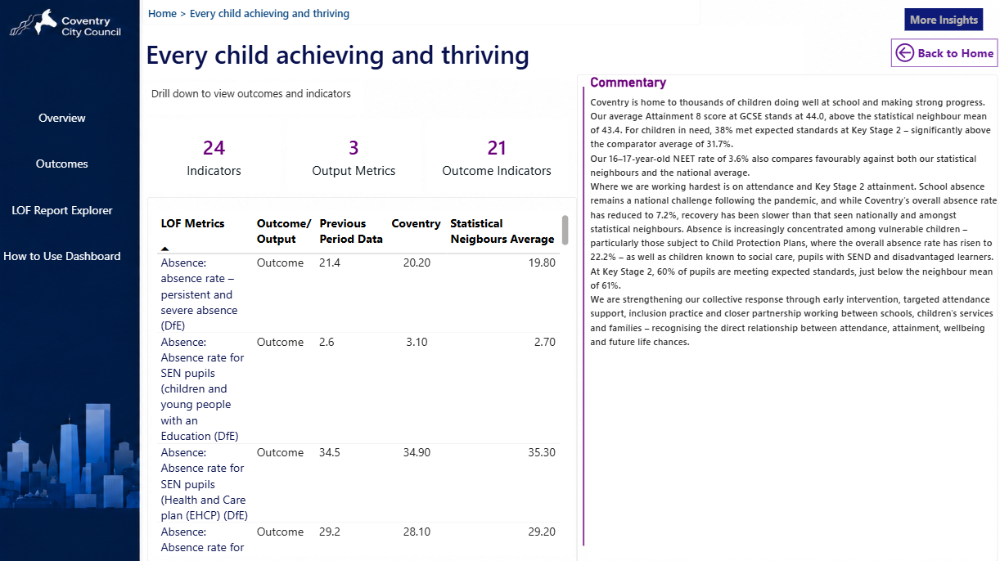 Coventry
City Council
Home > Every child achieving and thriving
More Insights
Back to Home
Every child achieving and thriving
Overview
Outcomes
LOF Report Explorer
How to Use Dashboard
Drill down to view outcomes and indicators
24
Indicators
3
Output Metrics
21
Outcome Indicators
LOF Metrics
Outcome/
Output
Previous
Period Data
Coventry
Statistical
Neigbours Average
Absence:
absence rate –
persistent and
severe absence
(DfE)
Outcome
21.4
20.20
19.80
Absence:
Absence rate for
SEN pupils
(children and
young people
with an
Education (DfE)
Outcome
2.6
3.10
2.70
Absence:
Absence rate for
SEN pupils
(Health and Care
plan (EHCP) (DfE)
Outcome
34.5
34.90
35.30
Absence:
Absence rate for
Outcome
29.2
28.10
29.20
Commentary
Coventry is home to thousands of children doing well at school and making strong progress.
Our average Attainment 8 score at GCSE stands at 44.0, above the statistical neighbour mean
of 43.4. For children in need, 38% met expected standards at Key Stage 2 – significantly above
the comparator average of 31.7%.
Our 16–17-year-old NEET rate of 3.6% also compares favourably against both our statistical
neighbours and the national average.
Where we are working hardest is on attendance and Key Stage 2 attainment. School absence
remains a national challenge following the pandemic, and while Coventry's overall absence rate
has reduced to 7.2%, recovery has been slower than that seen nationally and amongst
statistical neighbours. Absence is increasingly concentrated among vulnerable children –
particularly those subject to Child Protection Plans, where the overall absence rate has risen to
22.2% – as well as children known to social care, pupils with SEND and disadvantaged learners.
At Key Stage 2, 60% of pupils are meeting expected standards, just below the neighbour mean
of 61%.
We are strengthening our collective response through early intervention, targeted attendance
support, inclusion practice and closer partnership working between schools, children's services
and families – recognising the direct relationship between attendance, attainment, wellbeing
and future life chances.